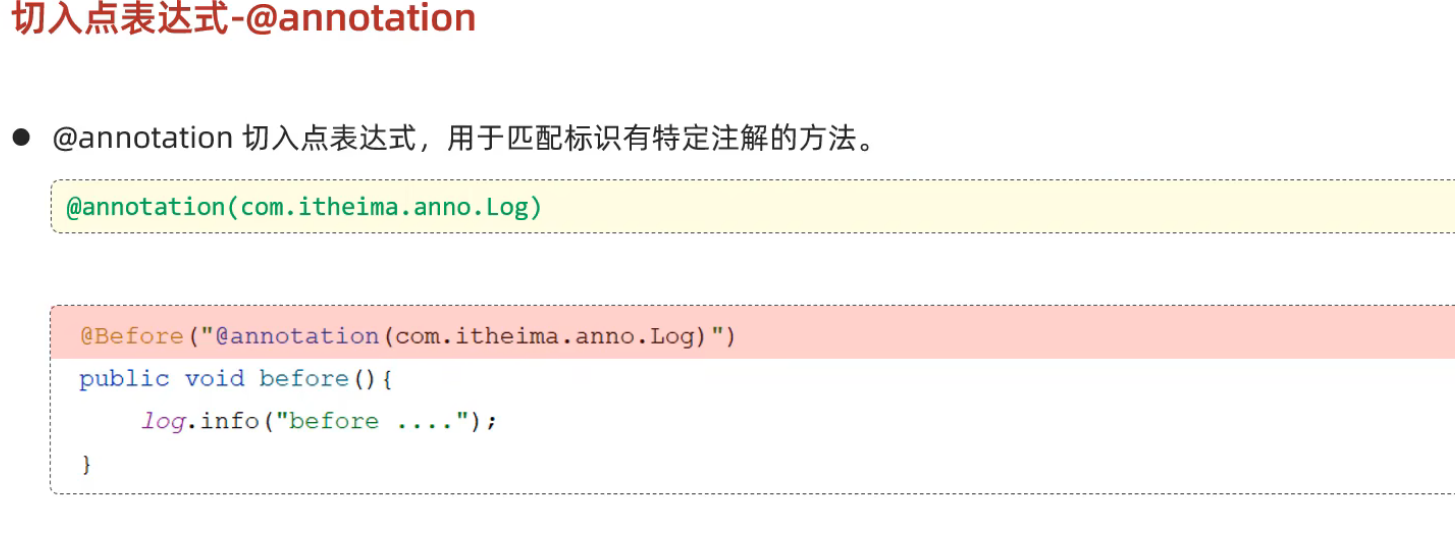 切入点表达式-@annotation
● @annotation 切入点表达式，用于匹配标识有特定注解的方法。
@annotation(com.itheima.anno.Log)
@Before("@annotation(com.itheima.anno.Log)")
public void before(){
    log.info("before ....");
}